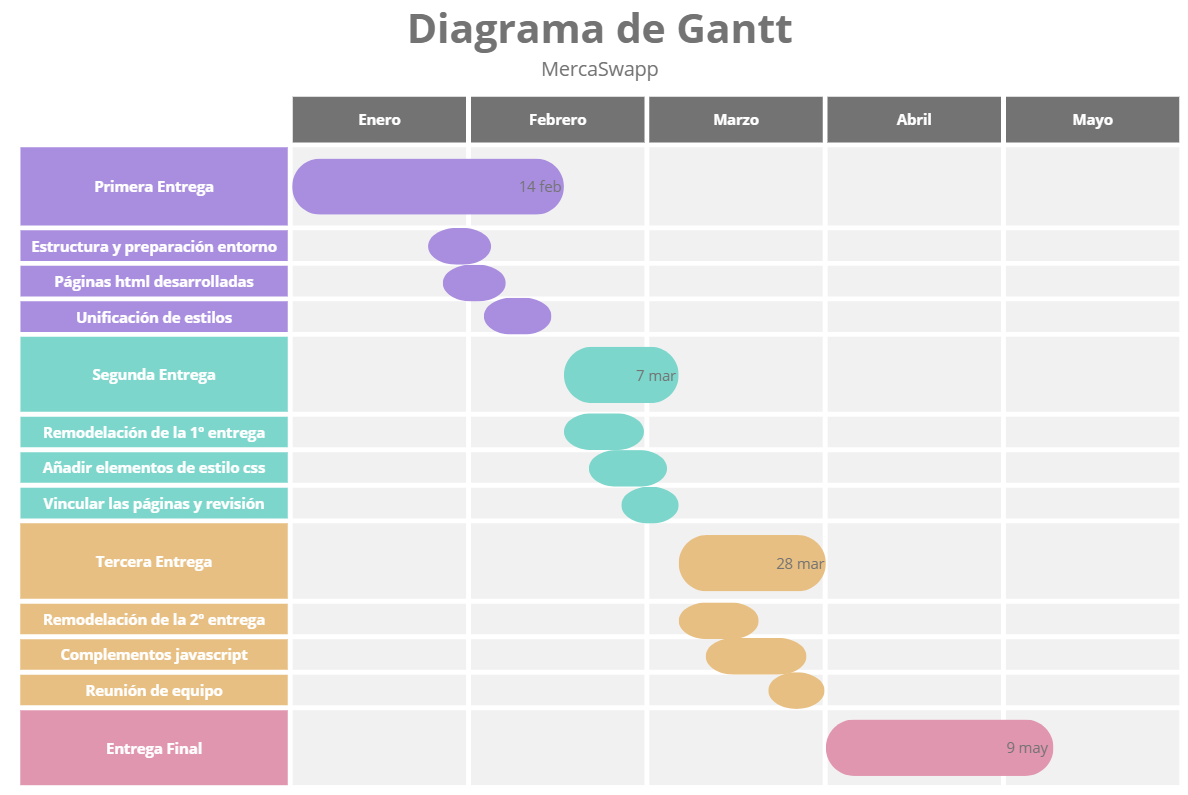 Diagrama de Gantt
MercaSwapp
Enero Febrero Marzo Abril Mayo
Primera Entrega 14 feb
Estructura y preparación entorno
Páginas html desarrolladas
Unificación de estilos
Segunda Entrega 7 mar
Remodelación de la 1º entrega
Añadir elementos de estilo css
Vincular las páginas y revisión
Tercera Entrega 28 mar
Remodelación de la 2º entrega
Complementos javascript
Reunión de equipo
Entrega Final 9 may